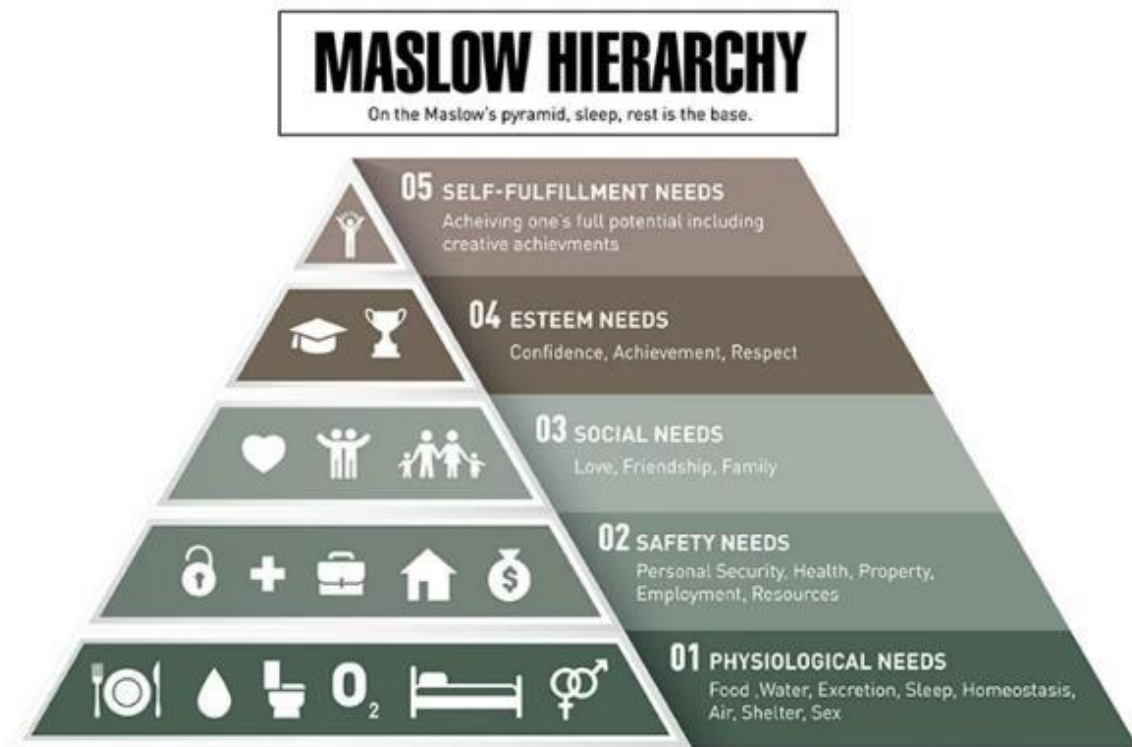 MASLOW HIERARCHY
On the Maslow's pyramid, sleep, rest is the base.
05 SELF-FULFILLMENT NEEDS
Acheiving one's full potential including
creative achievments
04 ESTEEM NEEDS
Confidence, Achievement, Respect
03 SOCIAL NEEDS
Love, Friendship, Family
02 SAFETY NEEDS
Personal Security, Health, Property,
Employment, Resources
$
01 PHYSIOLOGICAL NEEDS
Food ,Water, Excretion, Sleep, Homeostasis,
Air, Shelter, Sex
O2